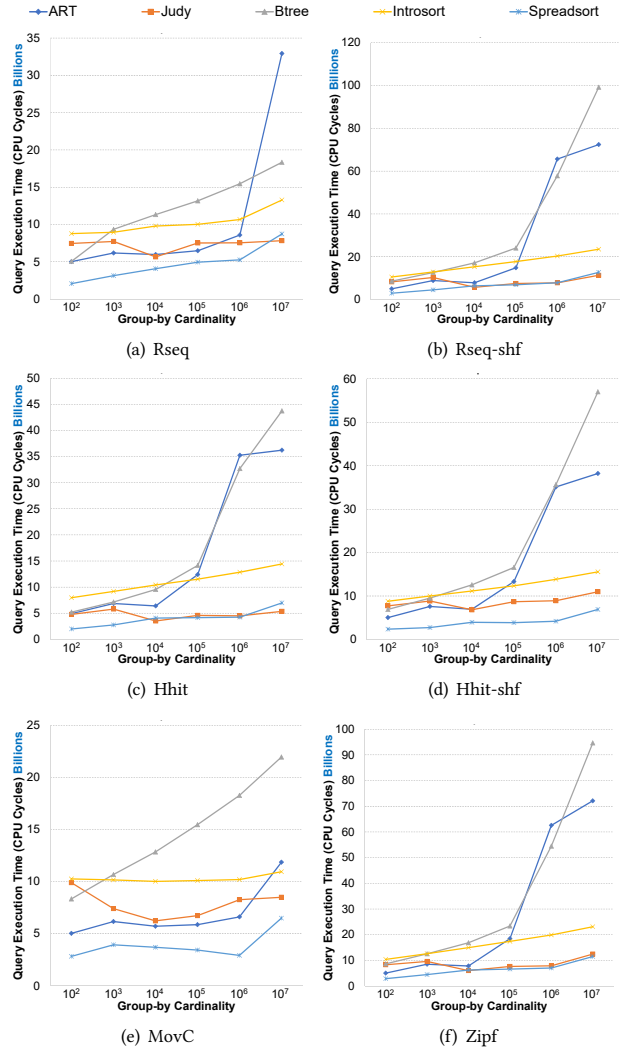 ART Judy Btree Introsort Spreadsort
Query Execution Time (CPU Cycles) Billions
35
30
25
20
15
10
5
0
10² 10³ 10⁴ 10⁵ 10⁶ 10⁷
Group-by Cardinality
(a) Rseq
Query Execution Time (CPU Cycles) Billions
120
100
80
60
40
20
0
10² 10³ 10⁴ 10⁵ 10⁶ 10⁷
Group-by Cardinality
(b) Rseq-shf
Query Execution Time (CPU Cycles) Billions
50
45
40
35
30
25
20
15
10
5
0
10² 10³ 10⁴ 10⁵ 10⁶ 10⁷
Group-by Cardinality
(c) Hhit
Query Execution Time (CPU Cycles) Billions
60
50
40
30
20
10
0
10² 10³ 10⁴ 10⁵ 10⁶ 10⁷
Group-by Cardinality
(d) Hhit-shf
Query Execution Time (CPU Cycles) Billions
25
20
15
10
5
0
10² 10³ 10⁴ 10⁵ 10⁶ 10⁷
Group-by Cardinality
(e) MovC
Query Execution Time (CPU Cycles) Billions
100
90
80
70
60
50
40
30
20
10
0
10² 10³ 10⁴ 10⁵ 10⁶ 10⁷
Group-by Cardinality
(f) Zipf